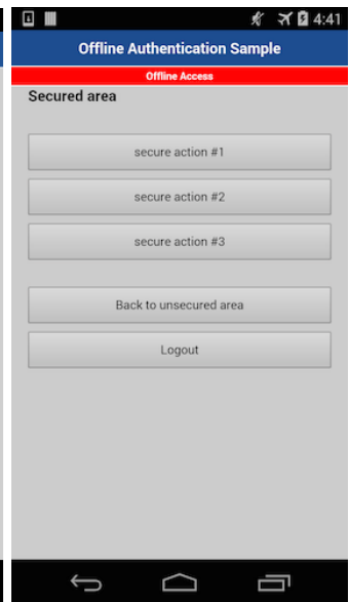 4:41
Offline Authentication Sample
Offline Access
Secured area
secure action #1
secure action #2
secure action #3
Back to unsecured area
Logout